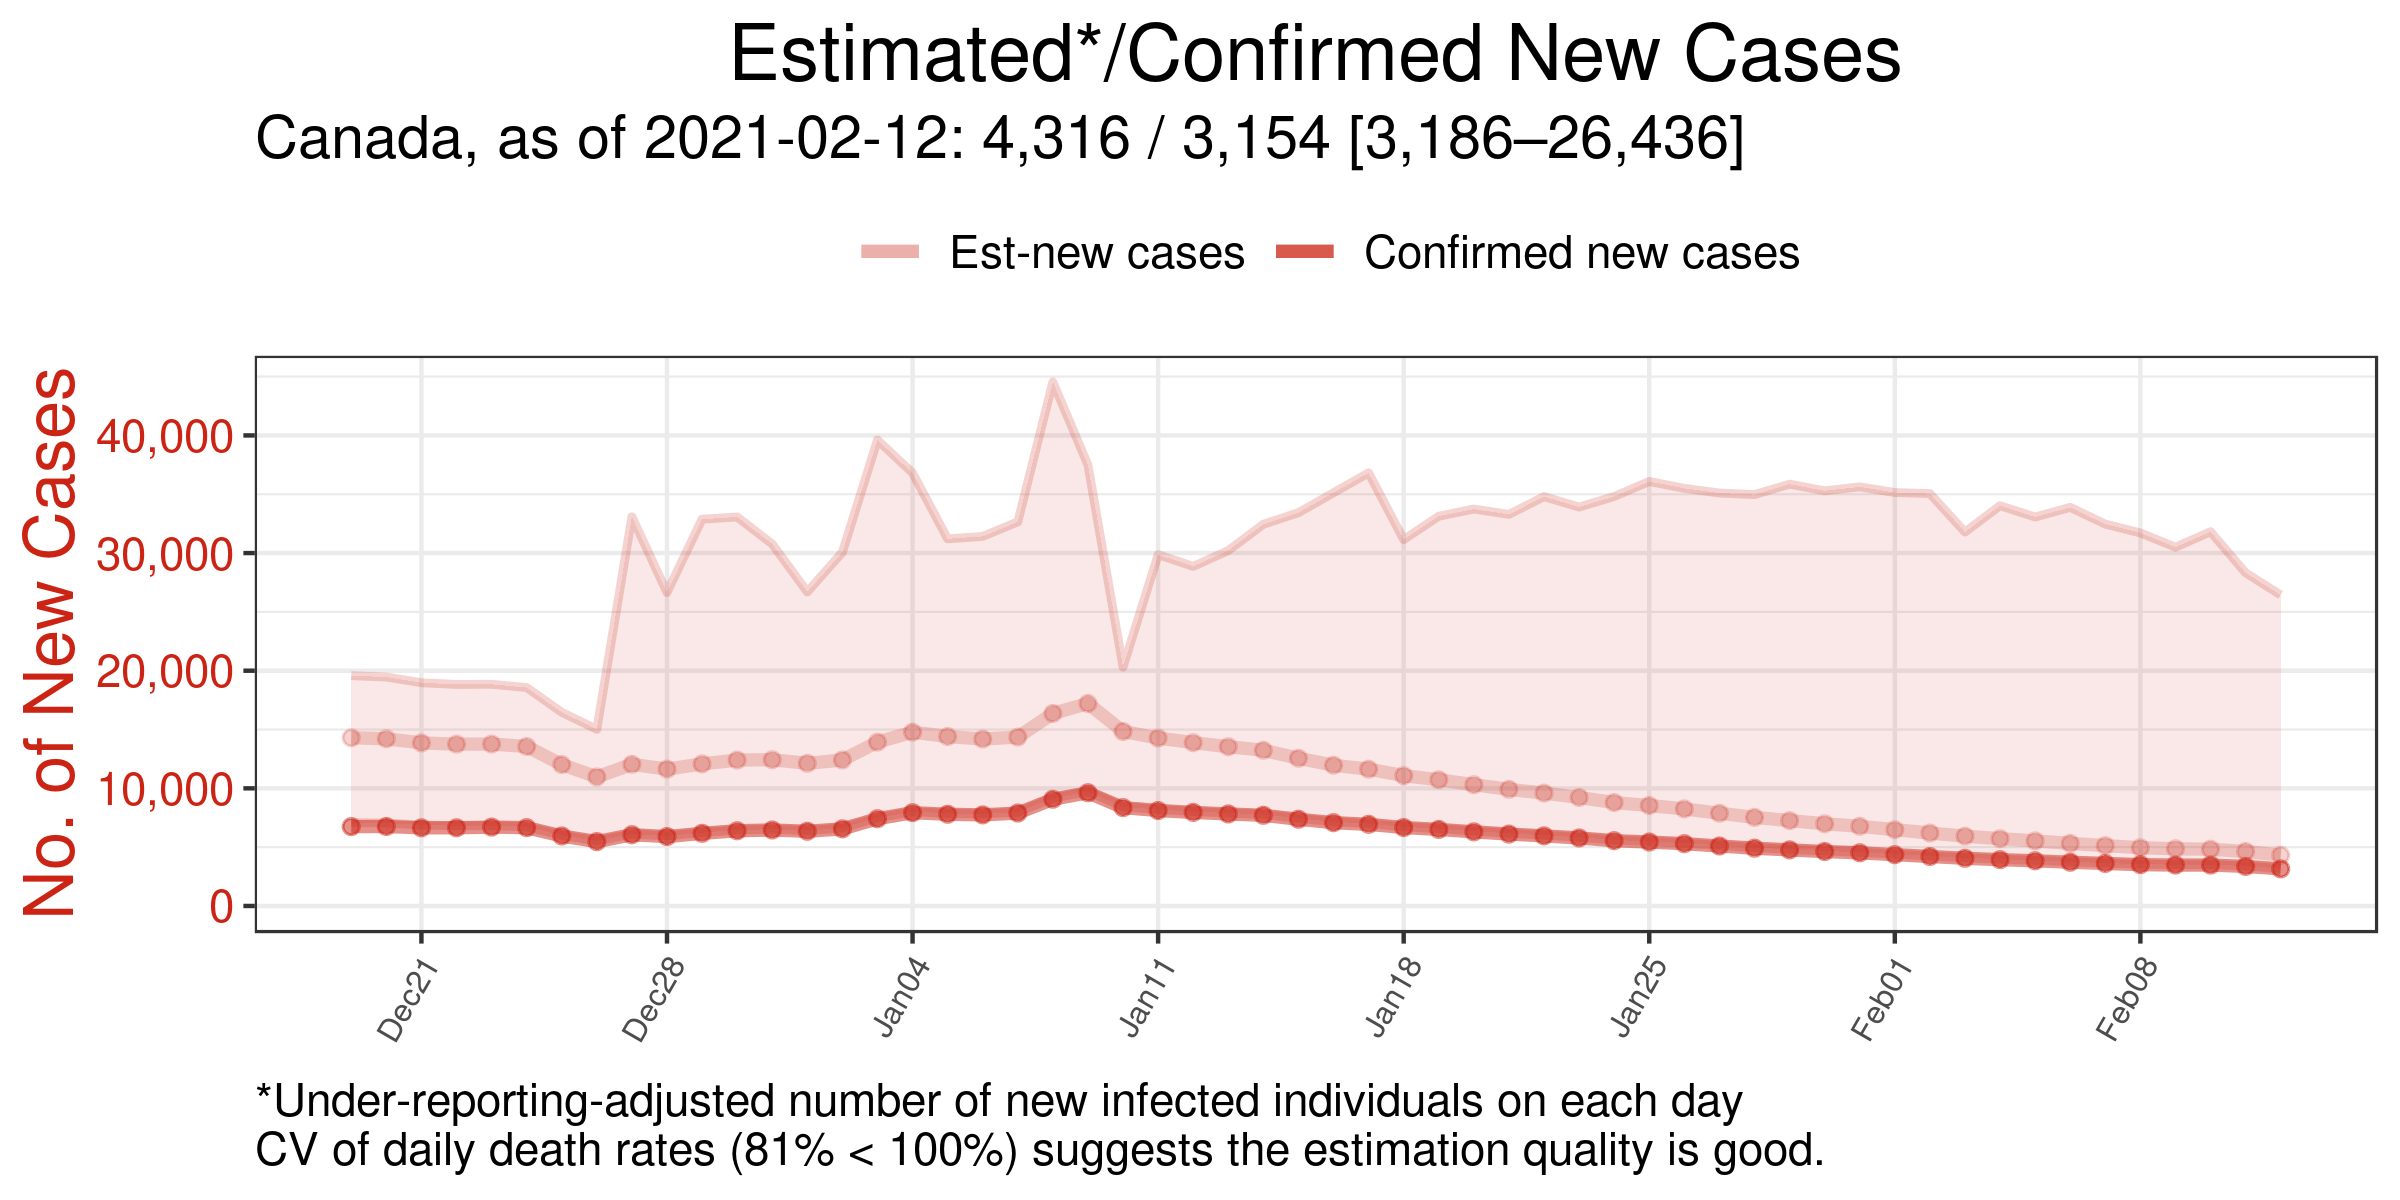 Estimated*/Confirmed New Cases
Canada, as of 2021-02-12: 4,316 / 3,154 [3,186–26,436]
Est-new cases
Confirmed new cases
No. of New Cases
40,000
30,000
20,000
10,000
0
Dec21
Dec28
Jan04
Jan11
Jan18
Jan25
Feb01
Feb08
*Under-reporting-adjusted number of new infected individuals on each day
CV of daily death rates (81% < 100%) suggests the estimation quality is good.